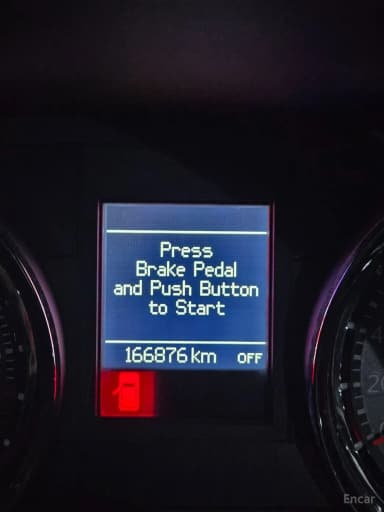 Press
Brake Pedal
and Push Button
to Start
166876 km OFF
Encar